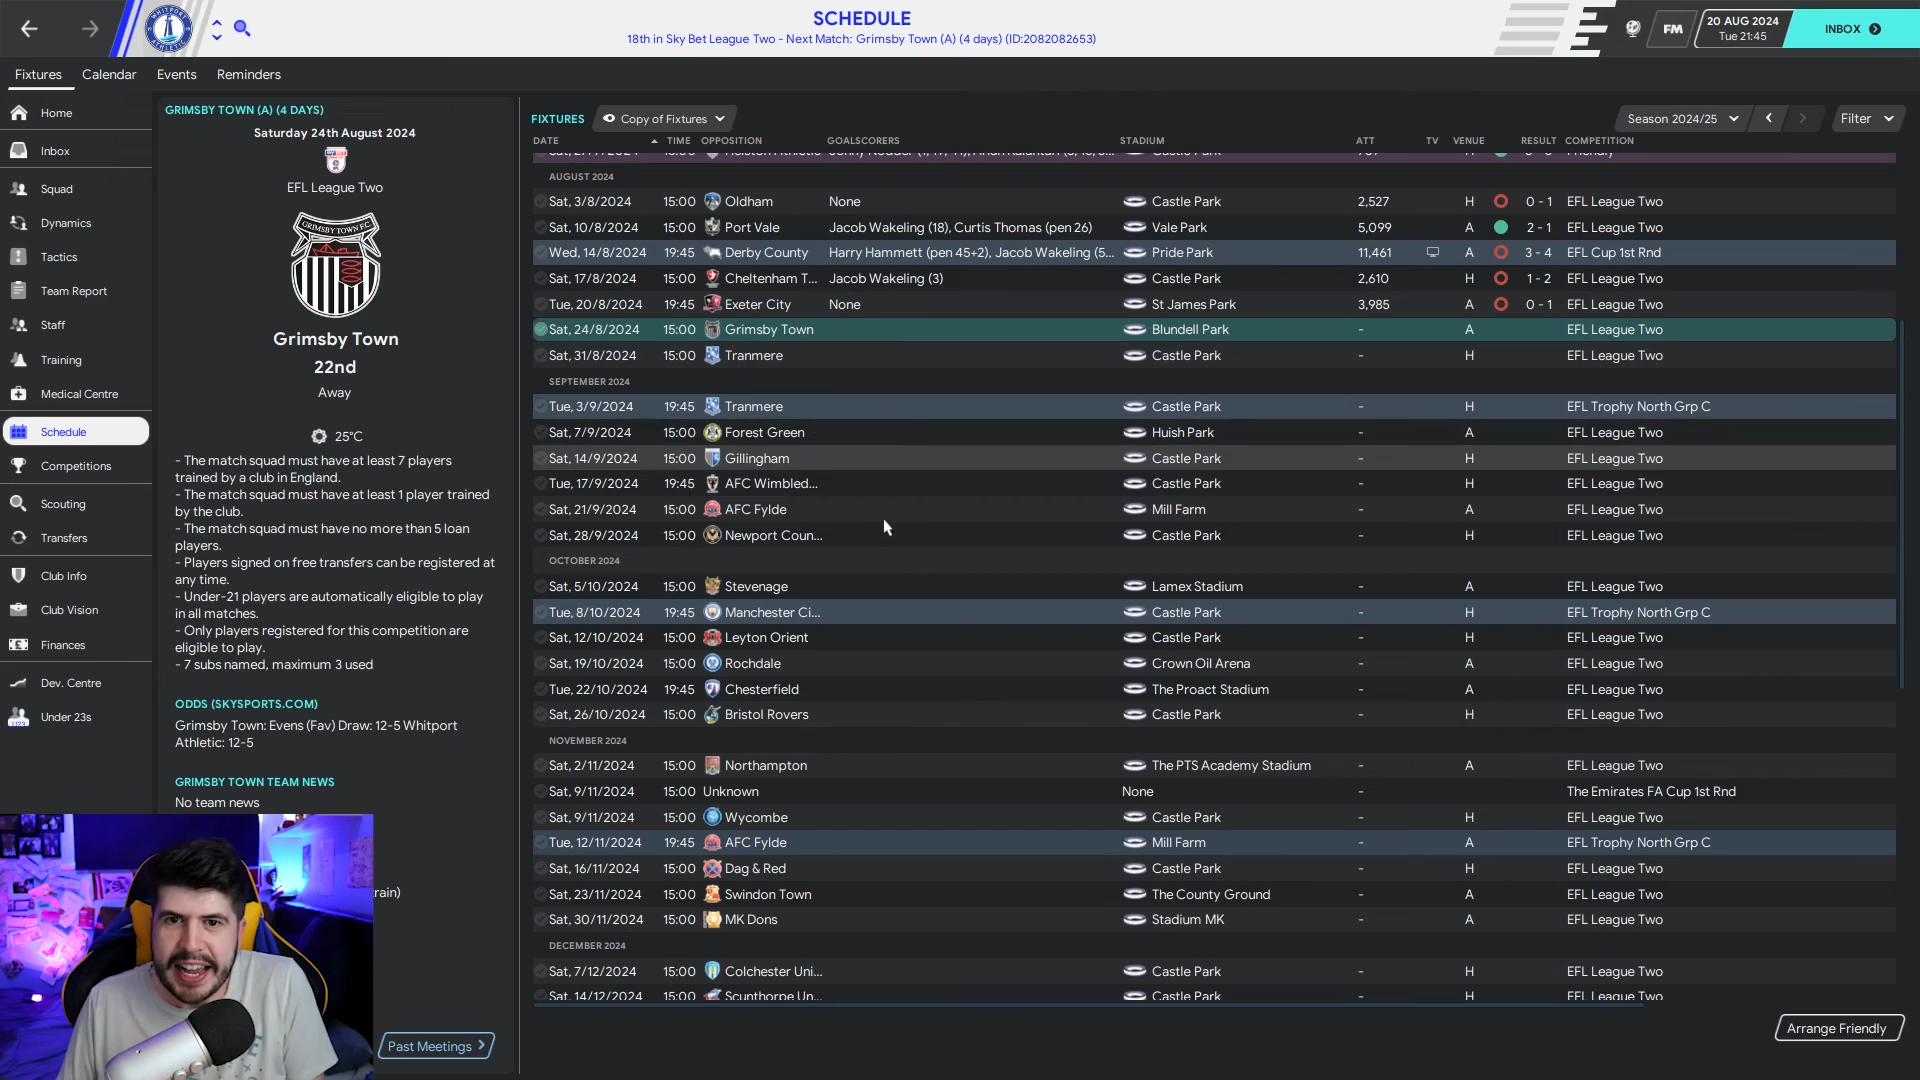 SCHEDULE
18th in Sky Bet League Two - Next Match: Grimsby Town (A) (4 days) (ID:2082082653)
FM
20 AUG 2024
Tue 21:45
INBOX
Fixtures Calendar Events Reminders
Home
Inbox
Squad
Dynamics
Tactics
Team Report
Staff
Training
Medical Centre
Schedule
Competitions
Scouting
Transfers
Club Info
Club Vision
Finances
Dev. Centre
Under 23s
GRIMSBY TOWN (A) (4 DAYS)
Saturday 24th August 2024
EFL League Two
GRIMSBY TOWN F.C.
Grimsby Town
22nd
Away
25°C
- The match squad must have at least 7 players
trained by a club in England.
- The match squad must have at least 1 player trained
by the club.
- The match squad must have no more than 5 loan
players.
- Players signed on free transfers can be registered at
any time.
- Under-21 players are automatically eligible to play
in all matches.
- Only players registered for this competition are
eligible to play.
- 7 subs named, maximum 3 used
ODDS (SKYSPORTS.COM)
Grimsby Town: Evens (Fav) Draw: 12-5 Whitport
Athletic: 12-5
GRIMSBY TOWN TEAM NEWS
No team news
rain)
Past Meetings
FIXTURES Copy of Fixtures Season 2024/25 Filter
DATE TIME OPPOSITION GOALSCORERS STADIUM ATT TV VENUE RESULT COMPETITION
AUGUST 2024
Sat, 3/8/2024 15:00 Oldham None Castle Park 2,527 H 0 - 1 EFL League Two
Sat, 10/8/2024 15:00 Port Vale Jacob Wakeling (18), Curtis Thomas (pen 26) Vale Park 5,099 A 2 - 1 EFL League Two
Wed, 14/8/2024 19:45 Derby County Harry Hammett (pen 45+2), Jacob Wakeling (5... Pride Park 11,461 A 3 - 4 EFL Cup 1st Rnd
Sat, 17/8/2024 15:00 Cheltenham T... Jacob Wakeling (3) Castle Park 2,610 H 1 - 2 EFL League Two
Tue, 20/8/2024 19:45 Exeter City None St James Park 3,985 A 0 - 1 EFL League Two
Sat, 24/8/2024 15:00 Grimsby Town Blundell Park - A EFL League Two
Sat, 31/8/2024 15:00 Tranmere Castle Park - H EFL League Two
SEPTEMBER 2024
Tue, 3/9/2024 19:45 Tranmere Castle Park - H EFL Trophy North Grp C
Sat, 7/9/2024 15:00 Forest Green Huish Park - A EFL League Two
Sat, 14/9/2024 15:00 Gillingham Castle Park - H EFL League Two
Tue, 17/9/2024 19:45 AFC Wimbled... Castle Park - H EFL League Two
Sat, 21/9/2024 15:00 AFC Fylde Mill Farm - A EFL League Two
Sat, 28/9/2024 15:00 Newport Coun... Castle Park - H EFL League Two
OCTOBER 2024
Sat, 5/10/2024 15:00 Stevenage Lamex Stadium - A EFL League Two
Tue, 8/10/2024 19:45 Manchester Ci... Castle Park - H EFL Trophy North Grp C
Sat, 12/10/2024 15:00 Leyton Orient Castle Park - H EFL League Two
Sat, 19/10/2024 15:00 Rochdale Crown Oil Arena - A EFL League Two
Tue, 22/10/2024 19:45 Chesterfield The Proact Stadium - A EFL League Two
Sat, 26/10/2024 15:00 Bristol Rovers Castle Park - H EFL League Two
NOVEMBER 2024
Sat, 2/11/2024 15:00 Northampton The PTS Academy Stadium - A EFL League Two
Sat, 9/11/2024 15:00 Unknown None - The Emirates FA Cup 1st Rnd
Sat, 9/11/2024 15:00 Wycombe Castle Park - H EFL League Two
Tue, 12/11/2024 19:45 AFC Fylde Mill Farm - A EFL Trophy North Grp C
Sat, 16/11/2024 15:00 Dag & Red Castle Park - H EFL League Two
Sat, 23/11/2024 15:00 Swindon Town The County Ground - A EFL League Two
Sat, 30/11/2024 15:00 MK Dons Stadium MK - A EFL League Two
DECEMBER 2024
Sat, 7/12/2024 15:00 Colchester Uni... Castle Park - H EFL League Two
Sat, 14/12/2024 15:00 Scunthorpe Un... Castle Park - H EFL League Two
Arrange Friendly